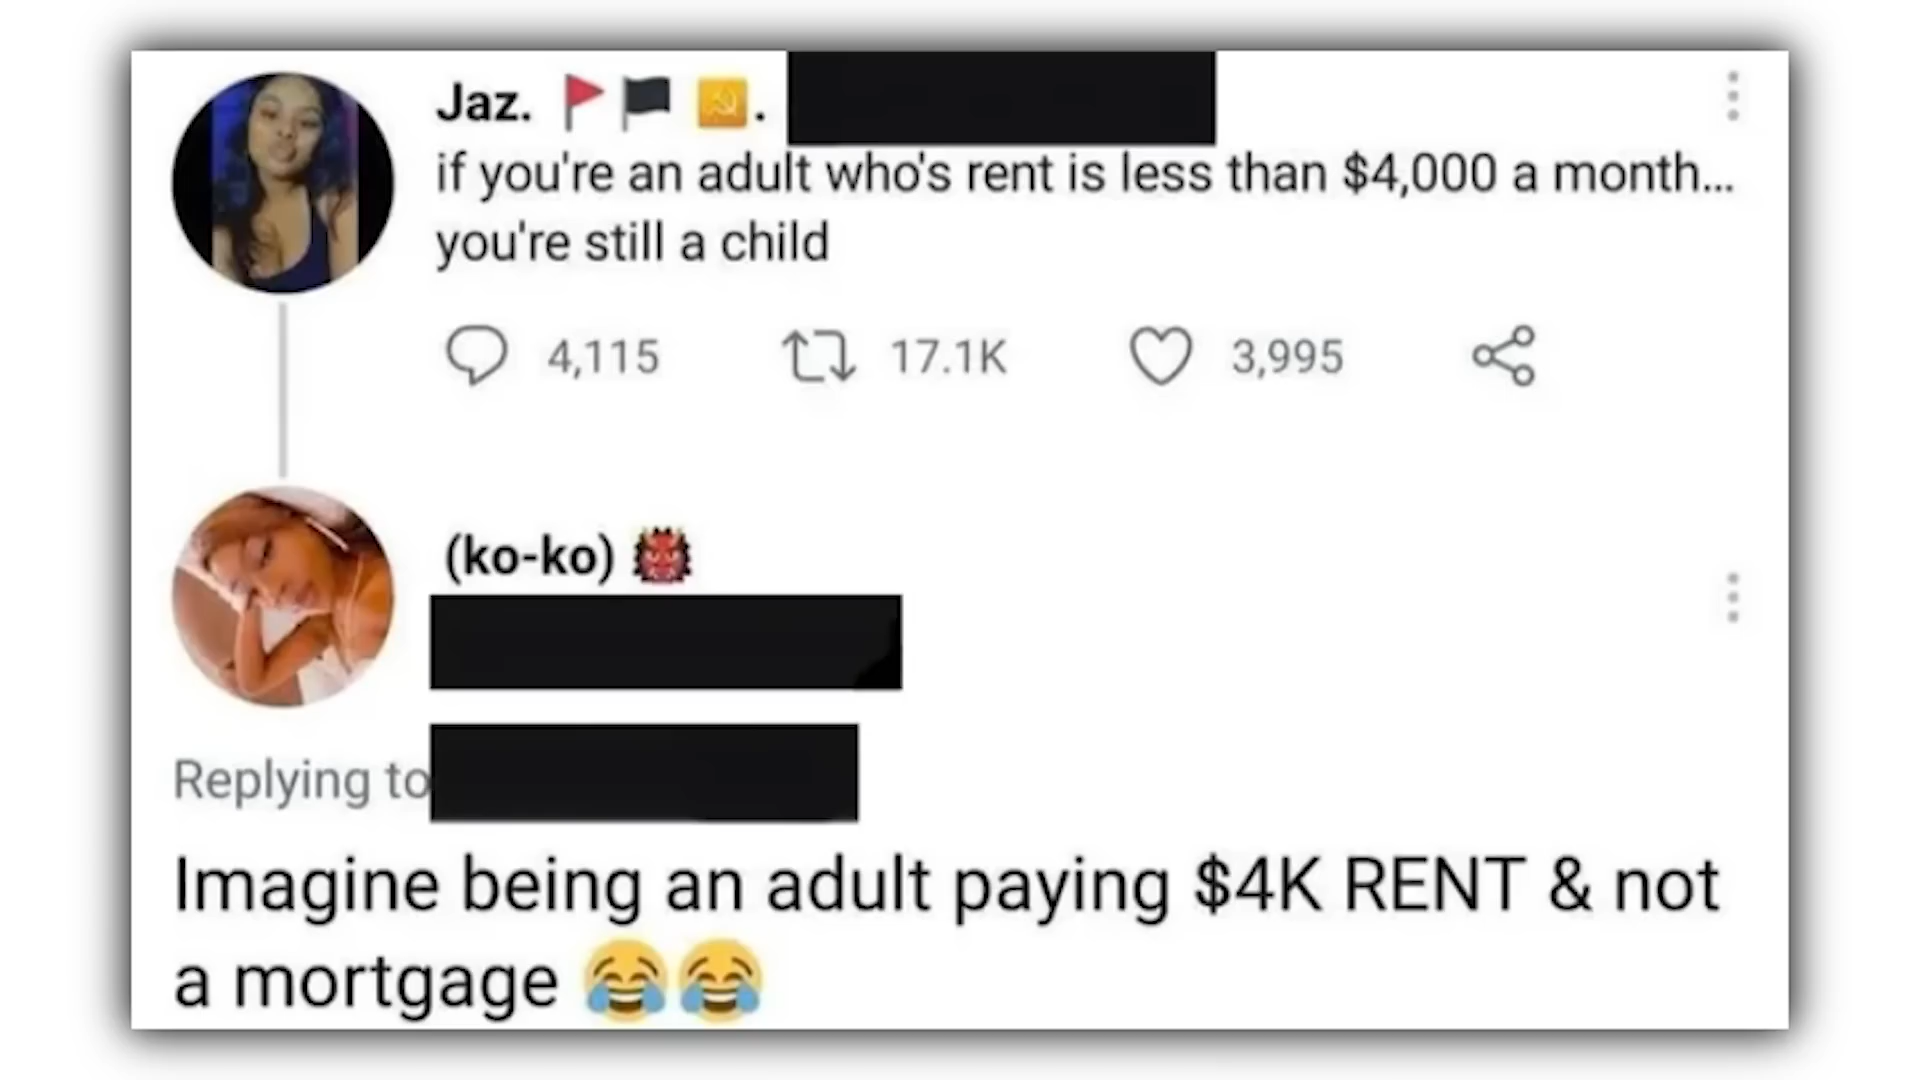 Jaz. 🚩🏴☭.
if you're an adult who's rent is less than $4,000 a month...
you're still a child
4,115 17.1K 3,995
(ko-ko) 👹
Replying to
Imagine being an adult paying $4K RENT & not
a mortgage 😂😂